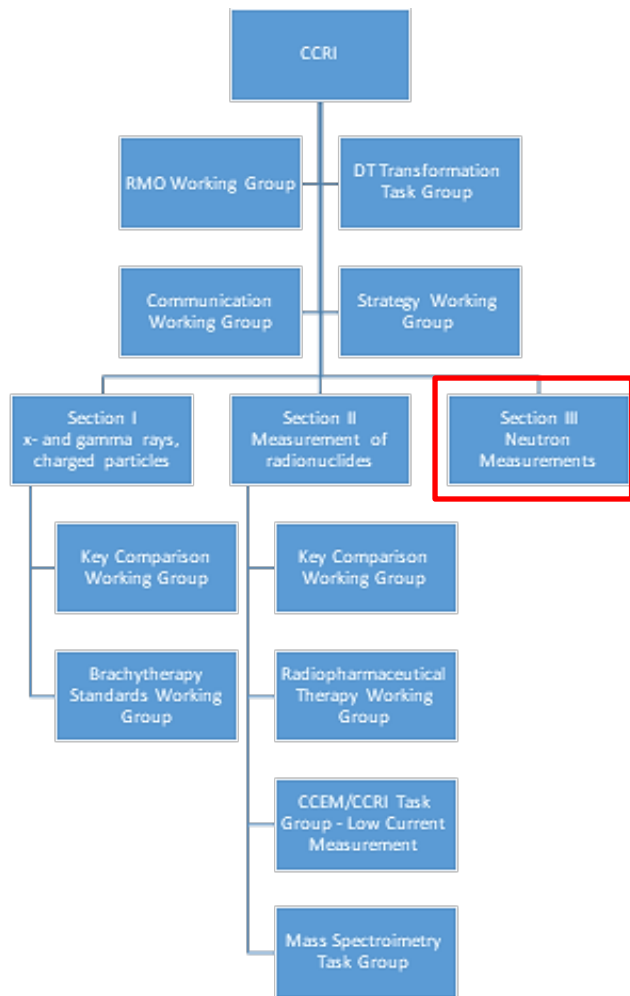 CCRI
RMO Working Group
DT Transformation
Task Group
Communication
Working Group
Strategy Working
Group
Section I
x- and gamma rays,
charged particles
Section II
Measurement of
radionuclides
Section III
Neutron
Measurements
Key Comparison
Working Group
Key Comparison
Working Group
Brachytherapy
Standards Working
Group
Radiopharmaceutical
Therapy Working
Group
CCEM/CCRI Task
Group - Low Current
Measurement
Mass Spectroimetry
Task Group